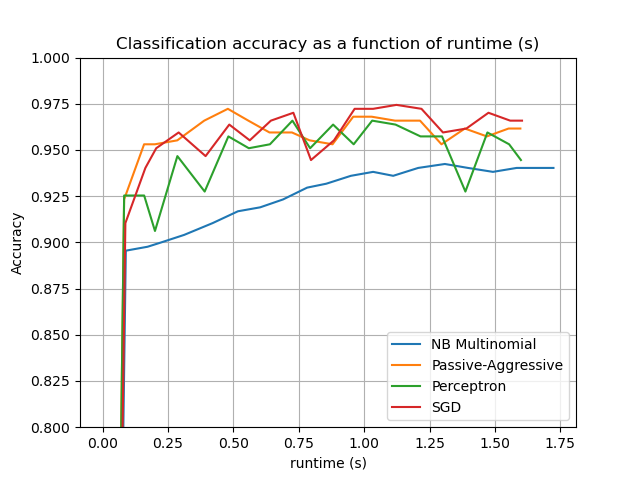 Classification accuracy as a function of runtime (s)
1.000
0.975
0.950
0.925
0.900
0.875
0.850
0.825
0.800
Accuracy
NB Multinomial
Passive-Aggressive
Perceptron
SGD
0.00 0.25 0.50 0.75 1.00 1.25 1.50 1.75
runtime (s)